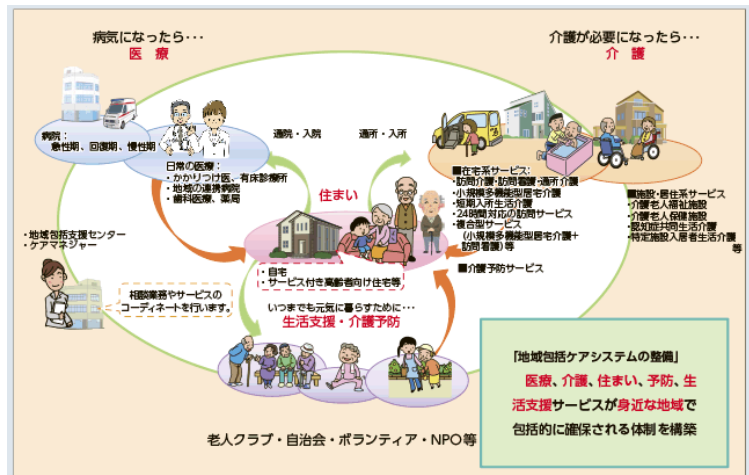 病気になったら･･･
医 療
介護が必要になったら･･･
介 護
病院：
急性期、回復期、慢性期
通院・入院
通所・入所
日常の医療：
・かかりつけ医、有床診療所
・地域の連携病院
・歯科医療、薬局
住まい
■在宅系サービス：
・訪問介護・訪問看護・通所介護
・小規模多機能型居宅介護
・短期入所生活介護
・24時間対応の訪問サービス
・複合型サービス
（小規模多機能型居宅介護＋
訪問看護）等
■介護予防サービス
■施設・居住系サービス
・介護老人福祉施設
・介護老人保健施設
・認知症共同生活介護
・特定施設入居者生活介護
等
・地域包括支援センター
・ケアマネジャー
相談業務やサービスの
コーディネートを行います。
・自宅
・サービス付き高齢者向け住宅等
いつまでも元気に暮らすために･･･
生活支援・介護予防
老人クラブ・自治会・ボランティア・NPO等
「地域包括ケアシステムの整備」
医療、介護、住まい、予防、生
活支援サービスが身近な地域で
包括的に確保される体制を構築